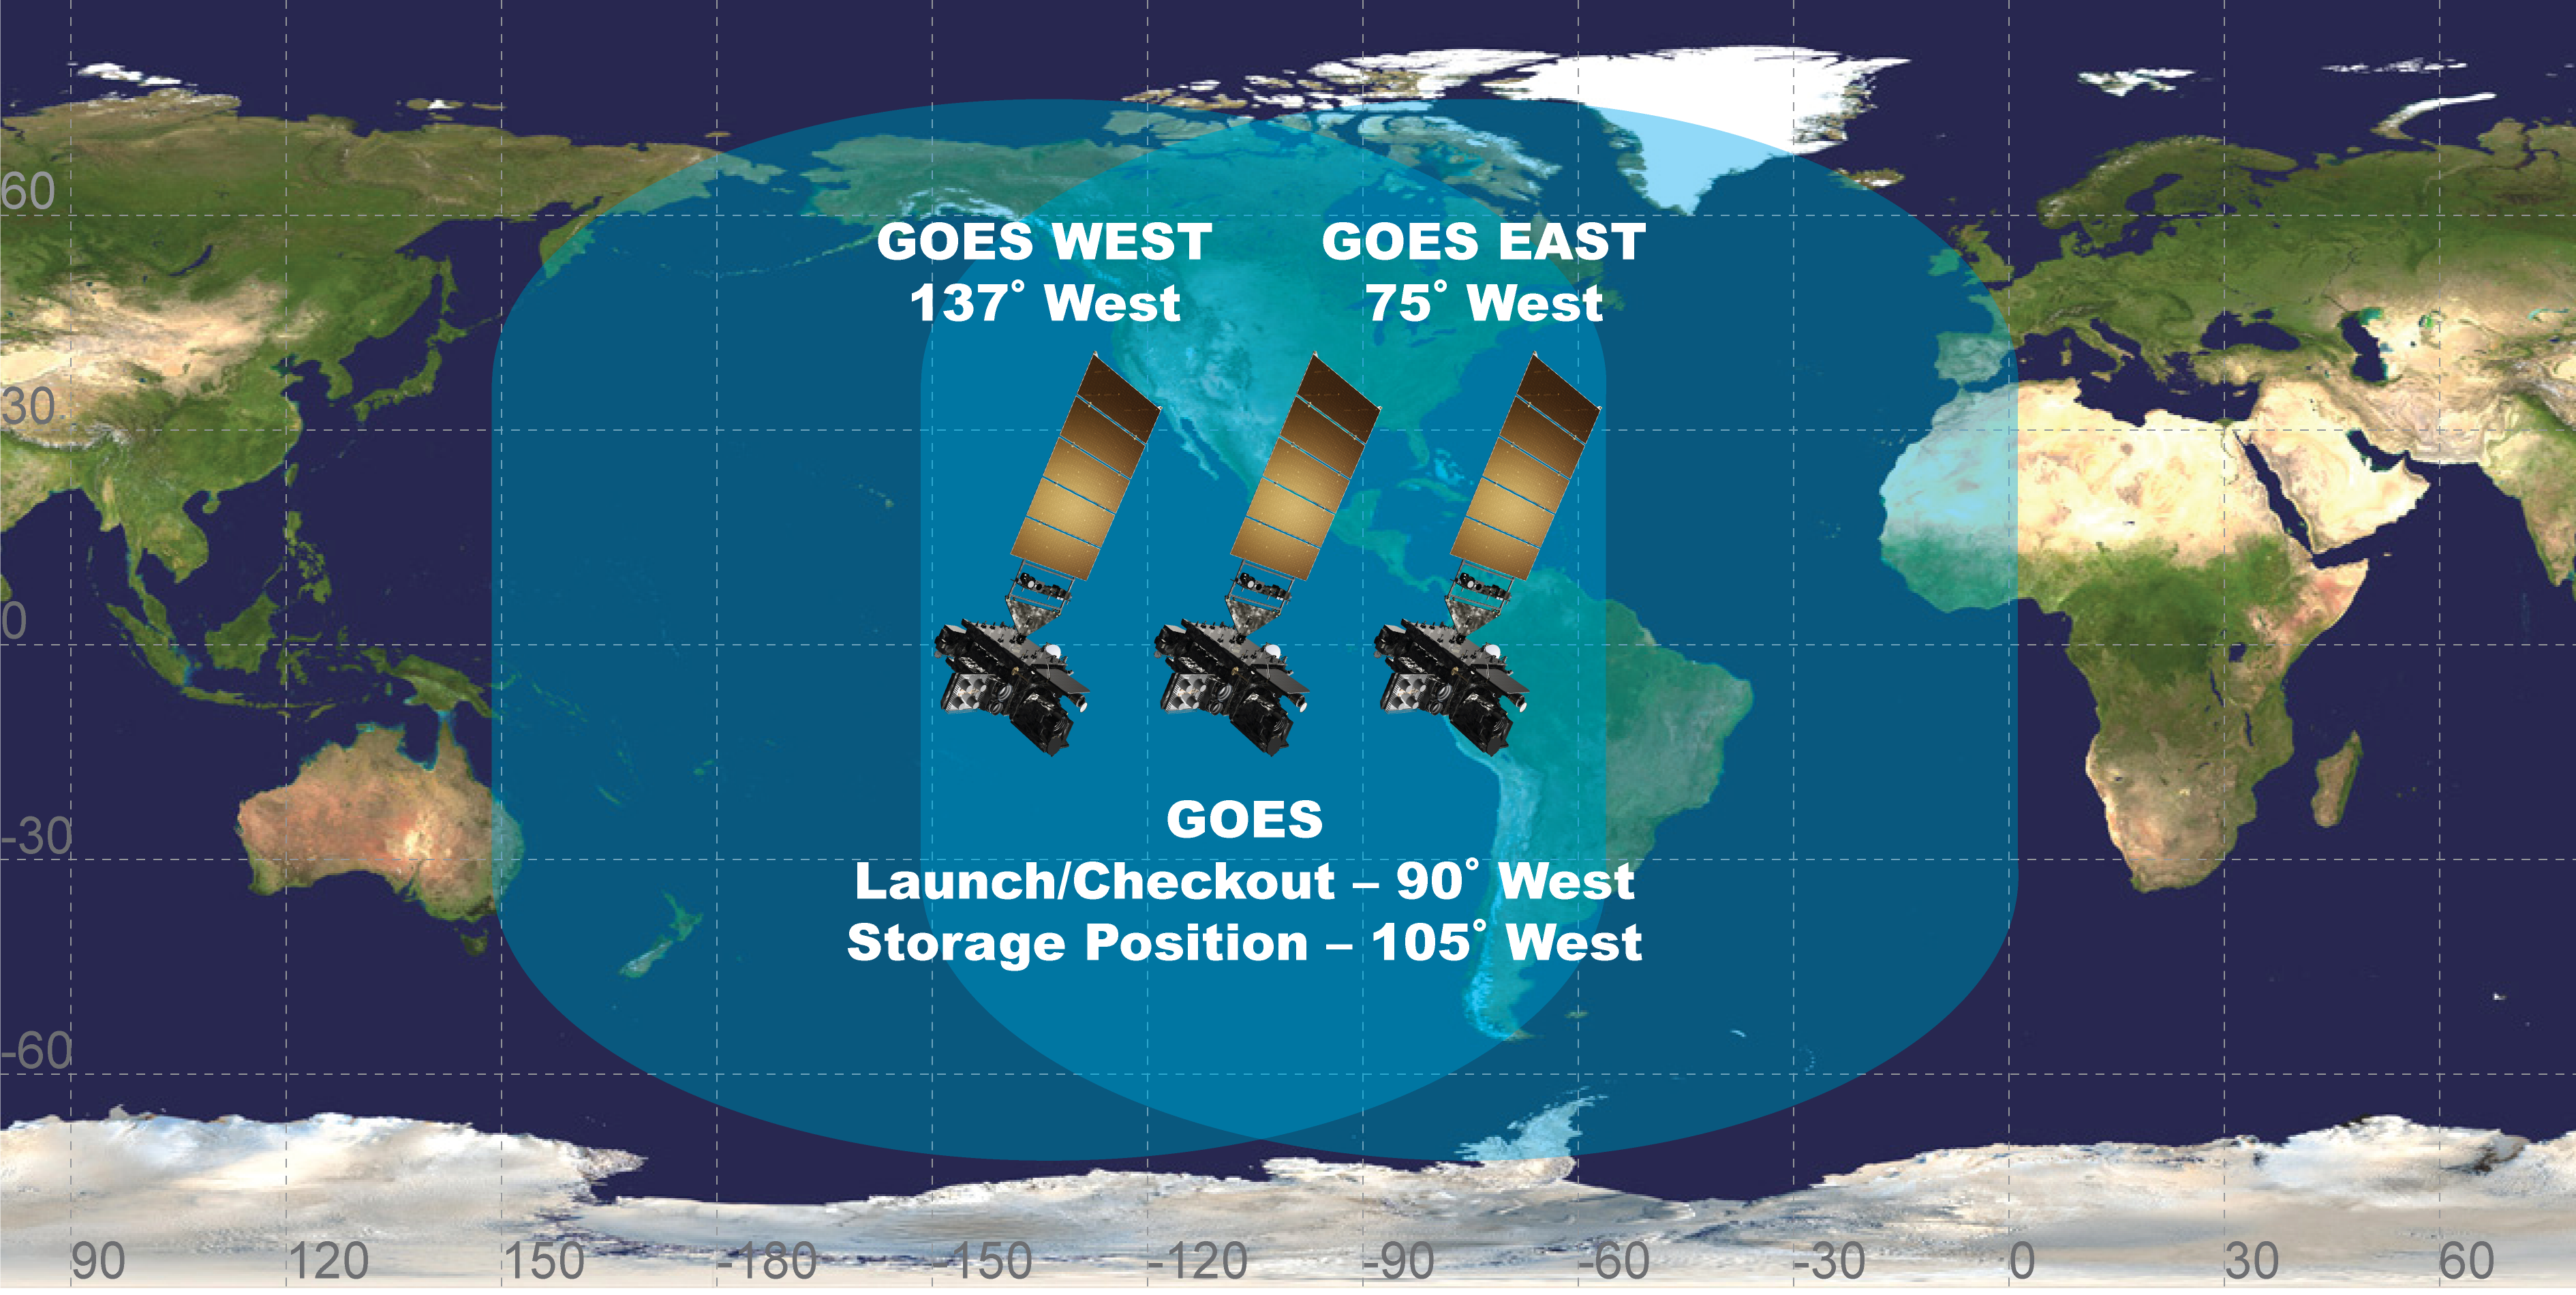 GOES WEST
137° West
GOES EAST
75° West
GOES
Launch/Checkout – 90° West
Storage Position – 105° West
60
30
0
-30
-60
90 120 150 -180 -150 -120 -90 -60 -30 0 30 60